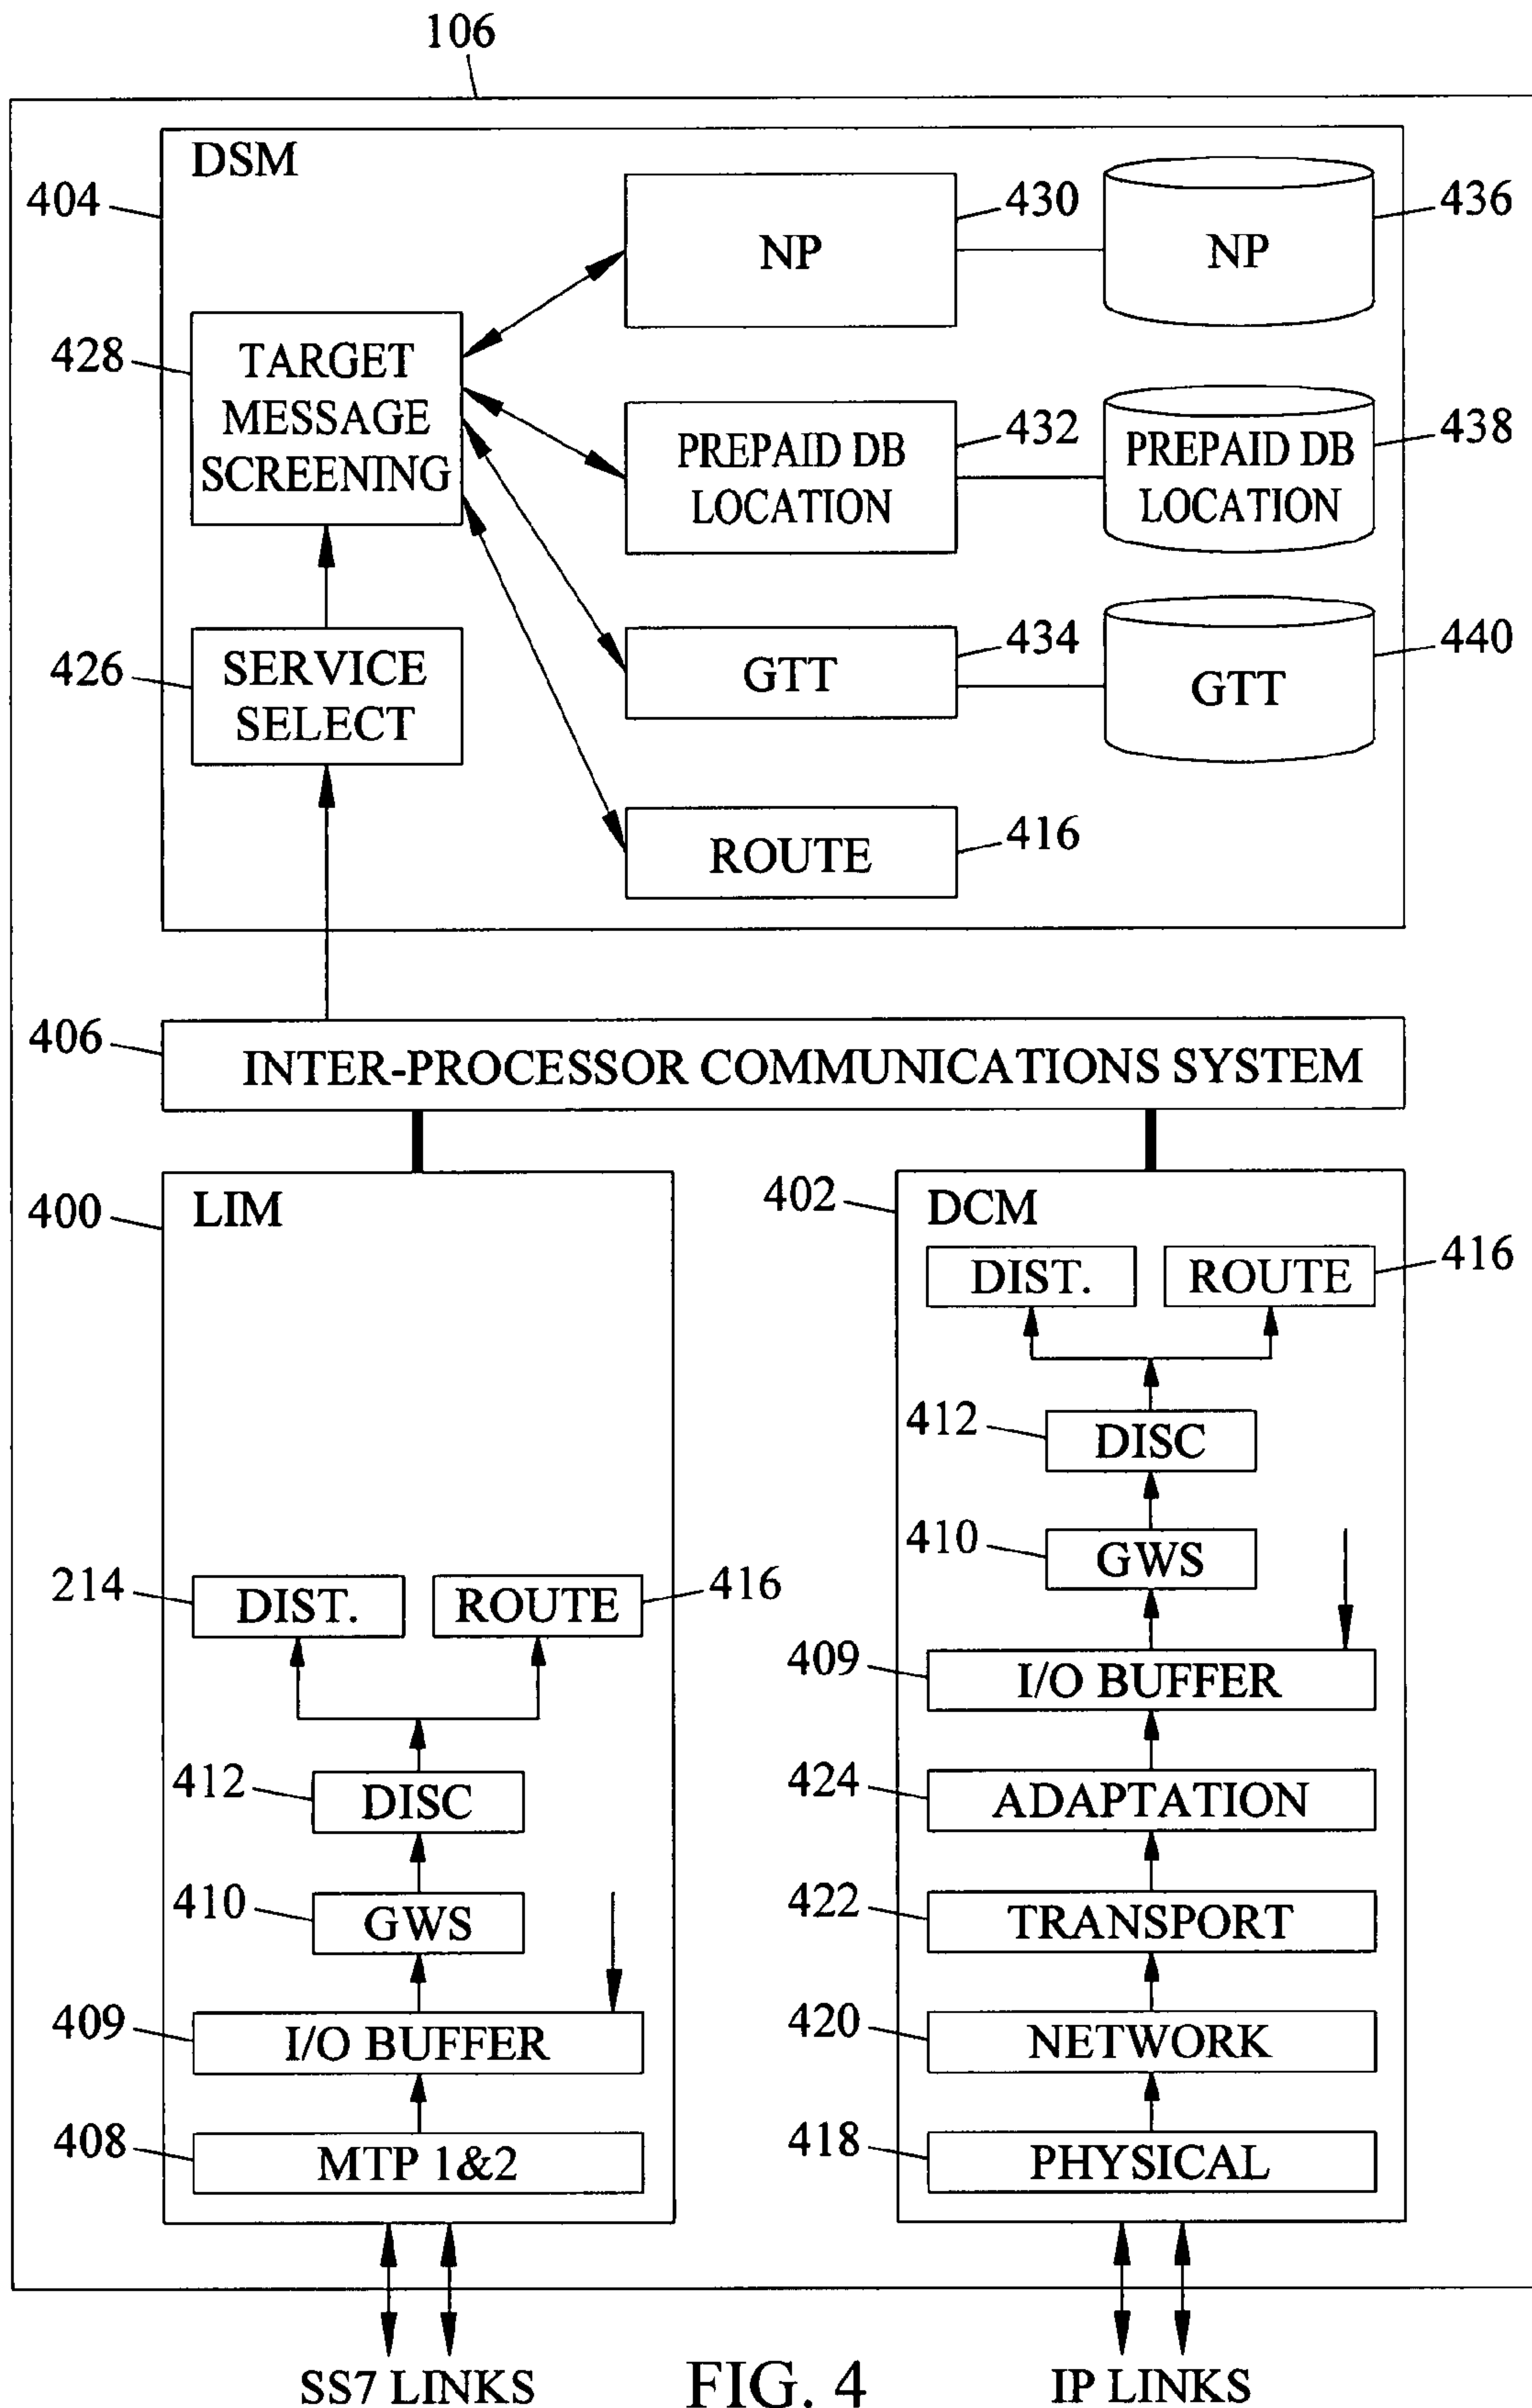 106
DSM
404
430
436
NP
NP
428
TARGET
MESSAGE
SCREENING
432
438
PREPAID DB
LOCATION
PREPAID DB
LOCATION
426
SERVICE
SELECT
434
440
GTT
GTT
416
ROUTE
406
INTER-PROCESSOR COMMUNICATIONS SYSTEM
400
LIM
402
DCM
416
DIST.
ROUTE
412
DISC
410
GWS
214
DIST.
ROUTE
416
409
I/O BUFFER
412
DISC
424
ADAPTATION
410
GWS
422
TRANSPORT
409
I/O BUFFER
420
NETWORK
408
MTP 1&2
418
PHYSICAL
SS7 LINKS
FIG. 4
IP LINKS